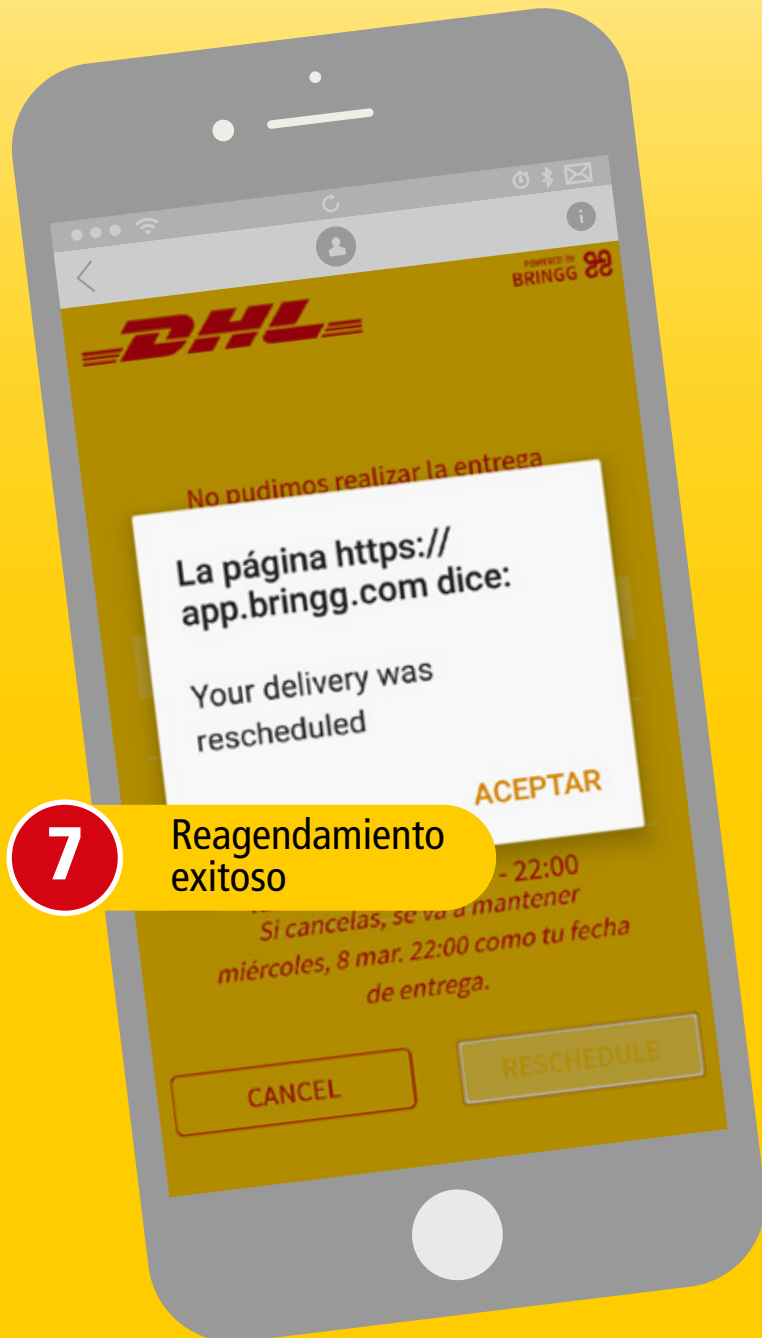 POWERED BY
BRINGG
DHL
No pudimos realizar la entrega
La página https://
app.bringg.com dice:
Your delivery was
rescheduled
ACEPTAR
7
Reagendamiento
exitoso
- 22:00
Si cancelas, se va a mantener
miércoles, 8 mar. 22:00 como tu fecha
de entrega.
CANCEL
RESCHEDULE